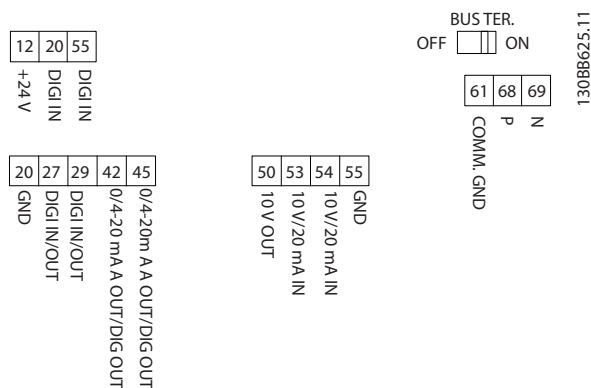 BUS TER.
OFF ON
130BB625.11
12 20 55
+24 V
DIGI IN
DIGI IN
61 68 69
COMM. GND
P
N
20 27 29 42 45
GND
DIGI IN/OUT
DIGI IN/OUT
0/4-20 mA A OUT/DIG OUT
0/4-20m A A OUT/DIG OUT
50 53 54 55
10 V OUT
10 V/20 mA IN
10 V/20 mA IN
GND